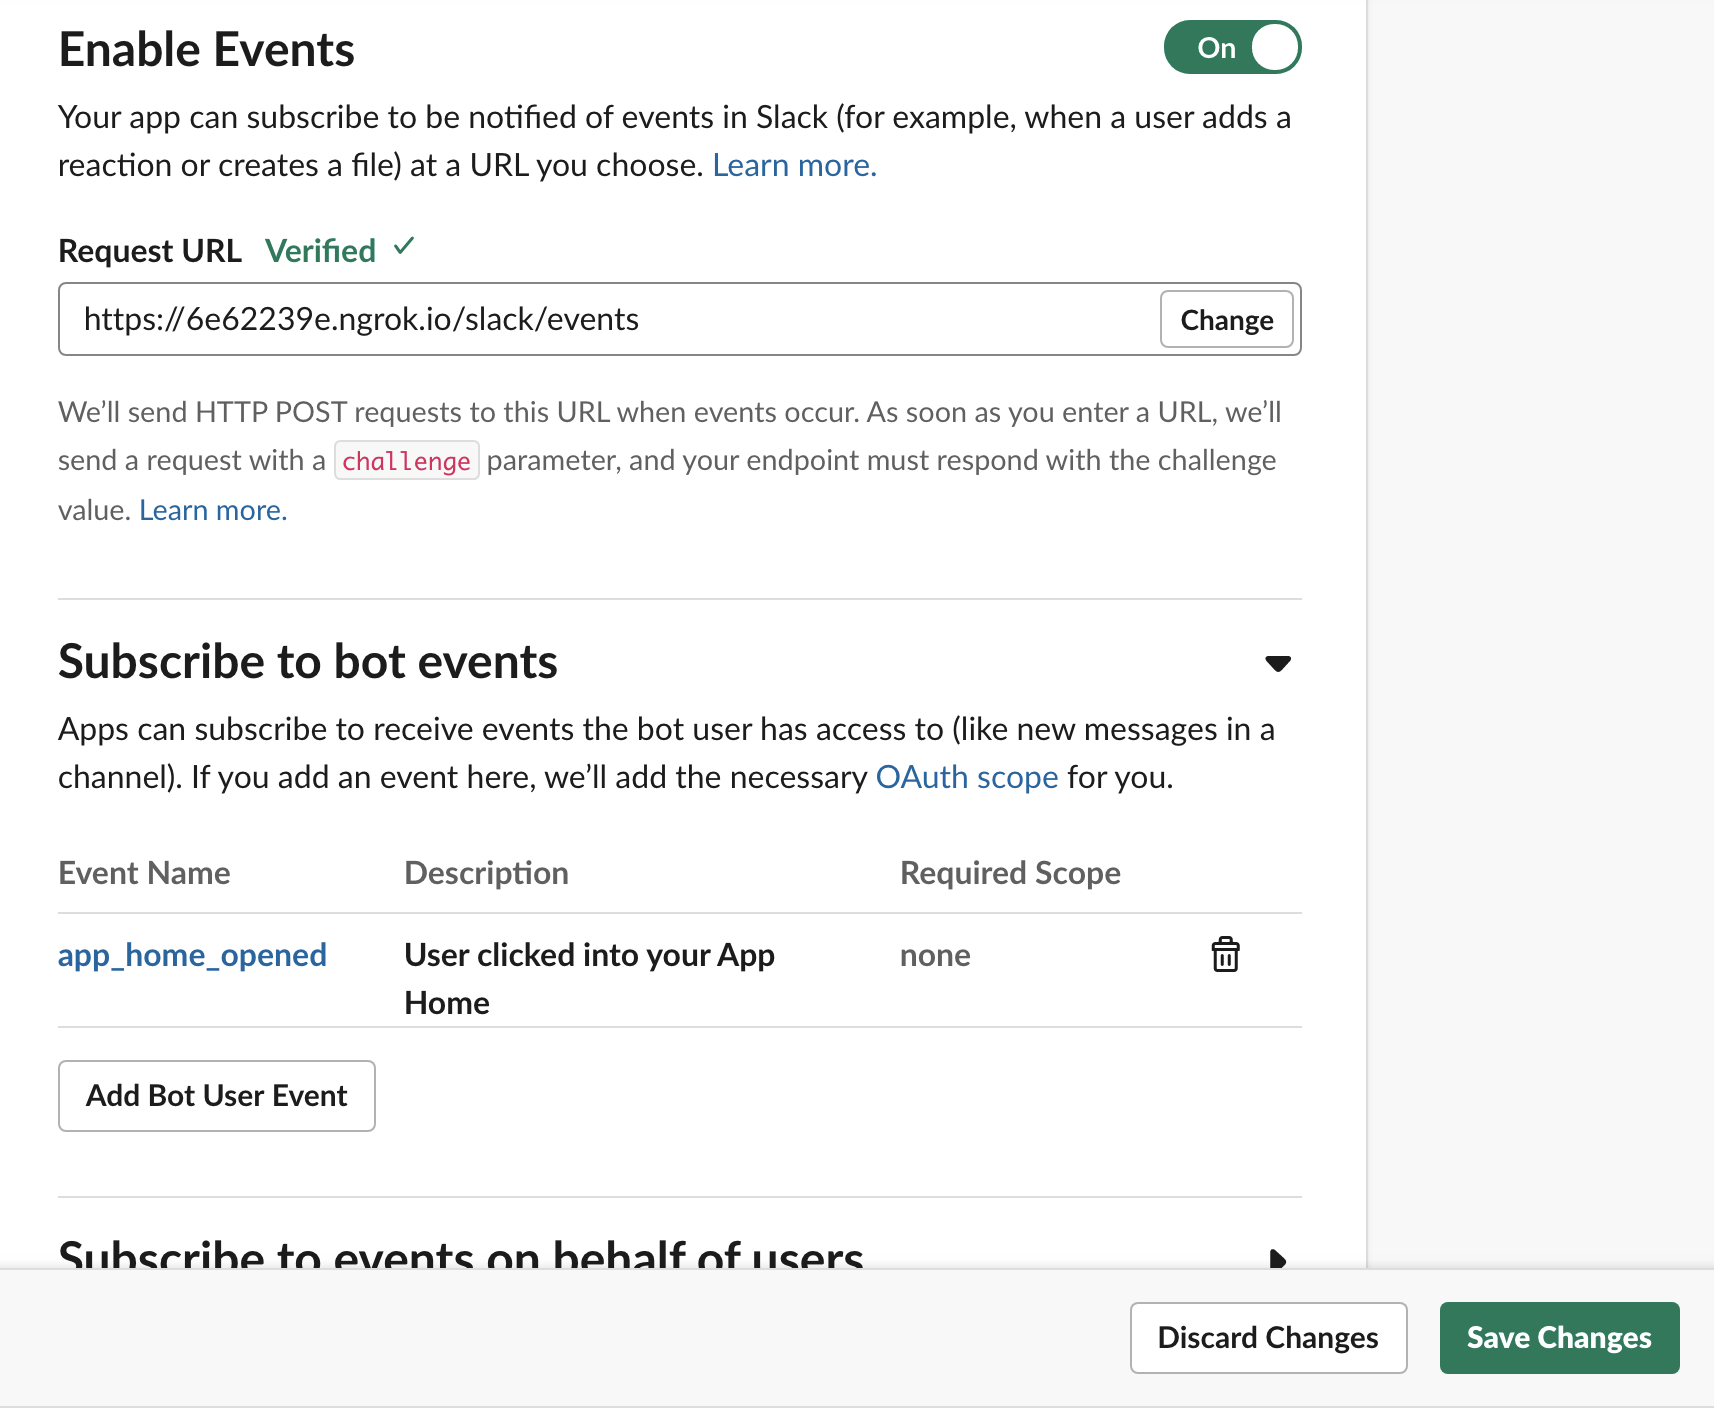 Enable Events
On
Your app can subscribe to be notified of events in Slack (for example, when a user adds a
reaction or creates a file) at a URL you choose. Learn more.
Request URL Verified ✓
https://6e62239e.ngrok.io/slack/events
Change
We’ll send HTTP POST requests to this URL when events occur. As soon as you enter a URL, we’ll
send a request with a challenge parameter, and your endpoint must respond with the challenge
value. Learn more.
Subscribe to bot events
Apps can subscribe to receive events the bot user has access to (like new messages in a
channel). If you add an event here, we’ll add the necessary OAuth scope for you.
Event Name Description Required Scope
app_home_opened User clicked into your App none
Home
Add Bot User Event
Subscribe to events on behalf of users
Discard Changes Save Changes